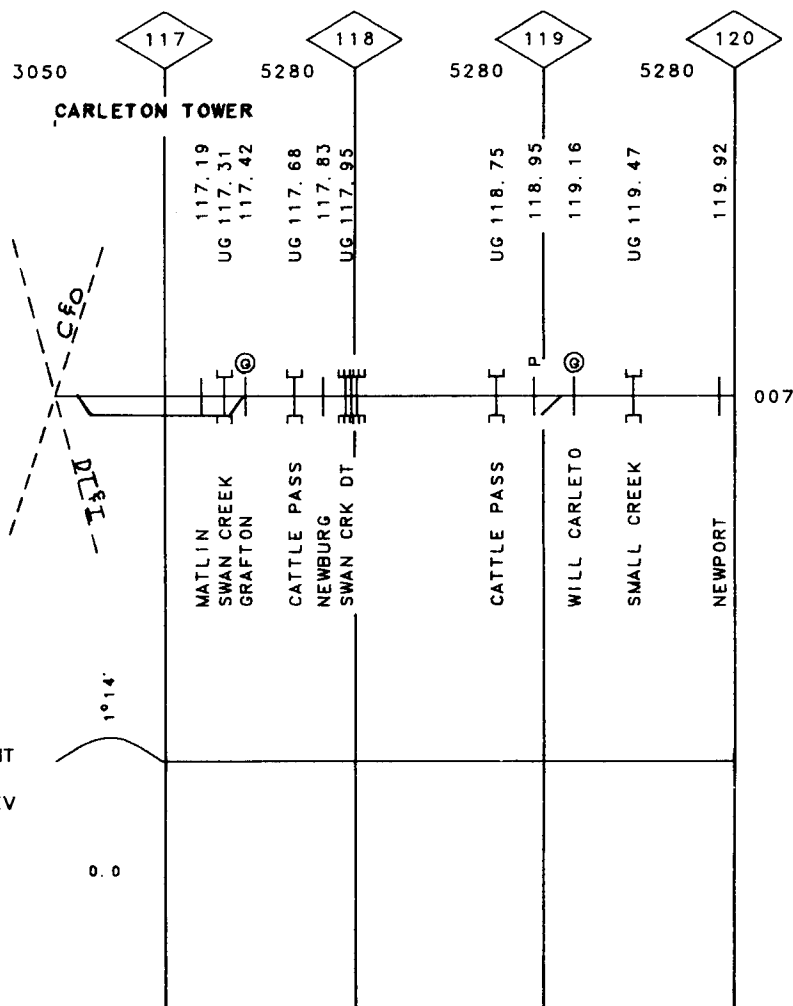 117 118 119 120
3050 5280 5280 5280
CARLETON TOWER
117.19
UG 117.31
117.42
UG 117.68
117.83
UG 117.95
UG 118.75
118.95
119.16
UG 119.47
119.92
C&O
G
P
G
007
MATLIN
SWAN CREEK
GRAFTON
CATTLE PASS
NEWBURG
SWAN CRK DT
CATTLE PASS
WILL CARLETO
SMALL CREEK
NEWPORT
1°14'
0.0